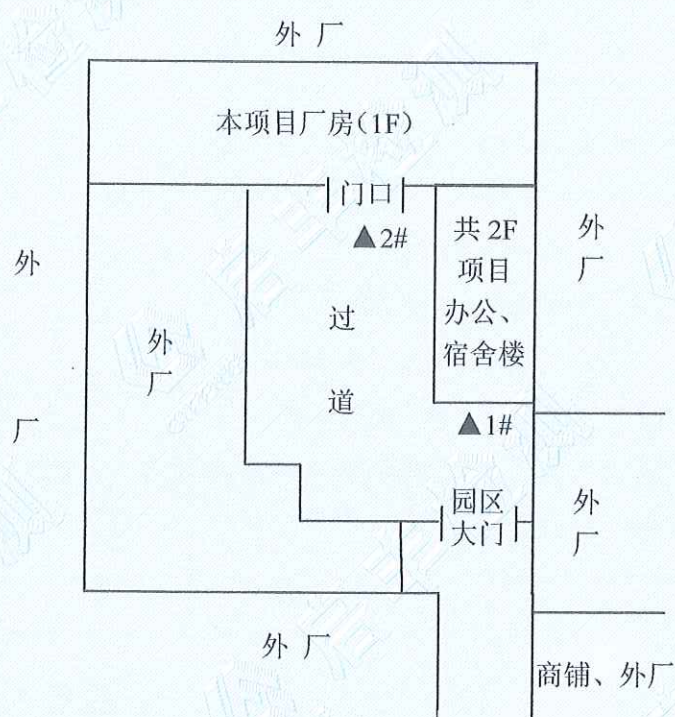 外 厂
本项目厂房(1F)
门口
▲2#
共 2F
项目
办公、
宿舍楼
外
厂
外
厂
外
厂
过
道
▲1#
园区
大门
外
厂
外 厂
商铺、外厂